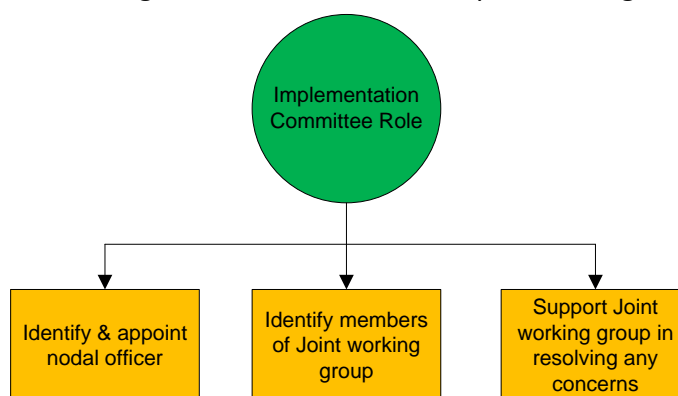 Implementation
Committee Role
Identify & appoint
nodal officer
Identify members
of Joint working
group
Support Joint
working group in
resolving any
concerns